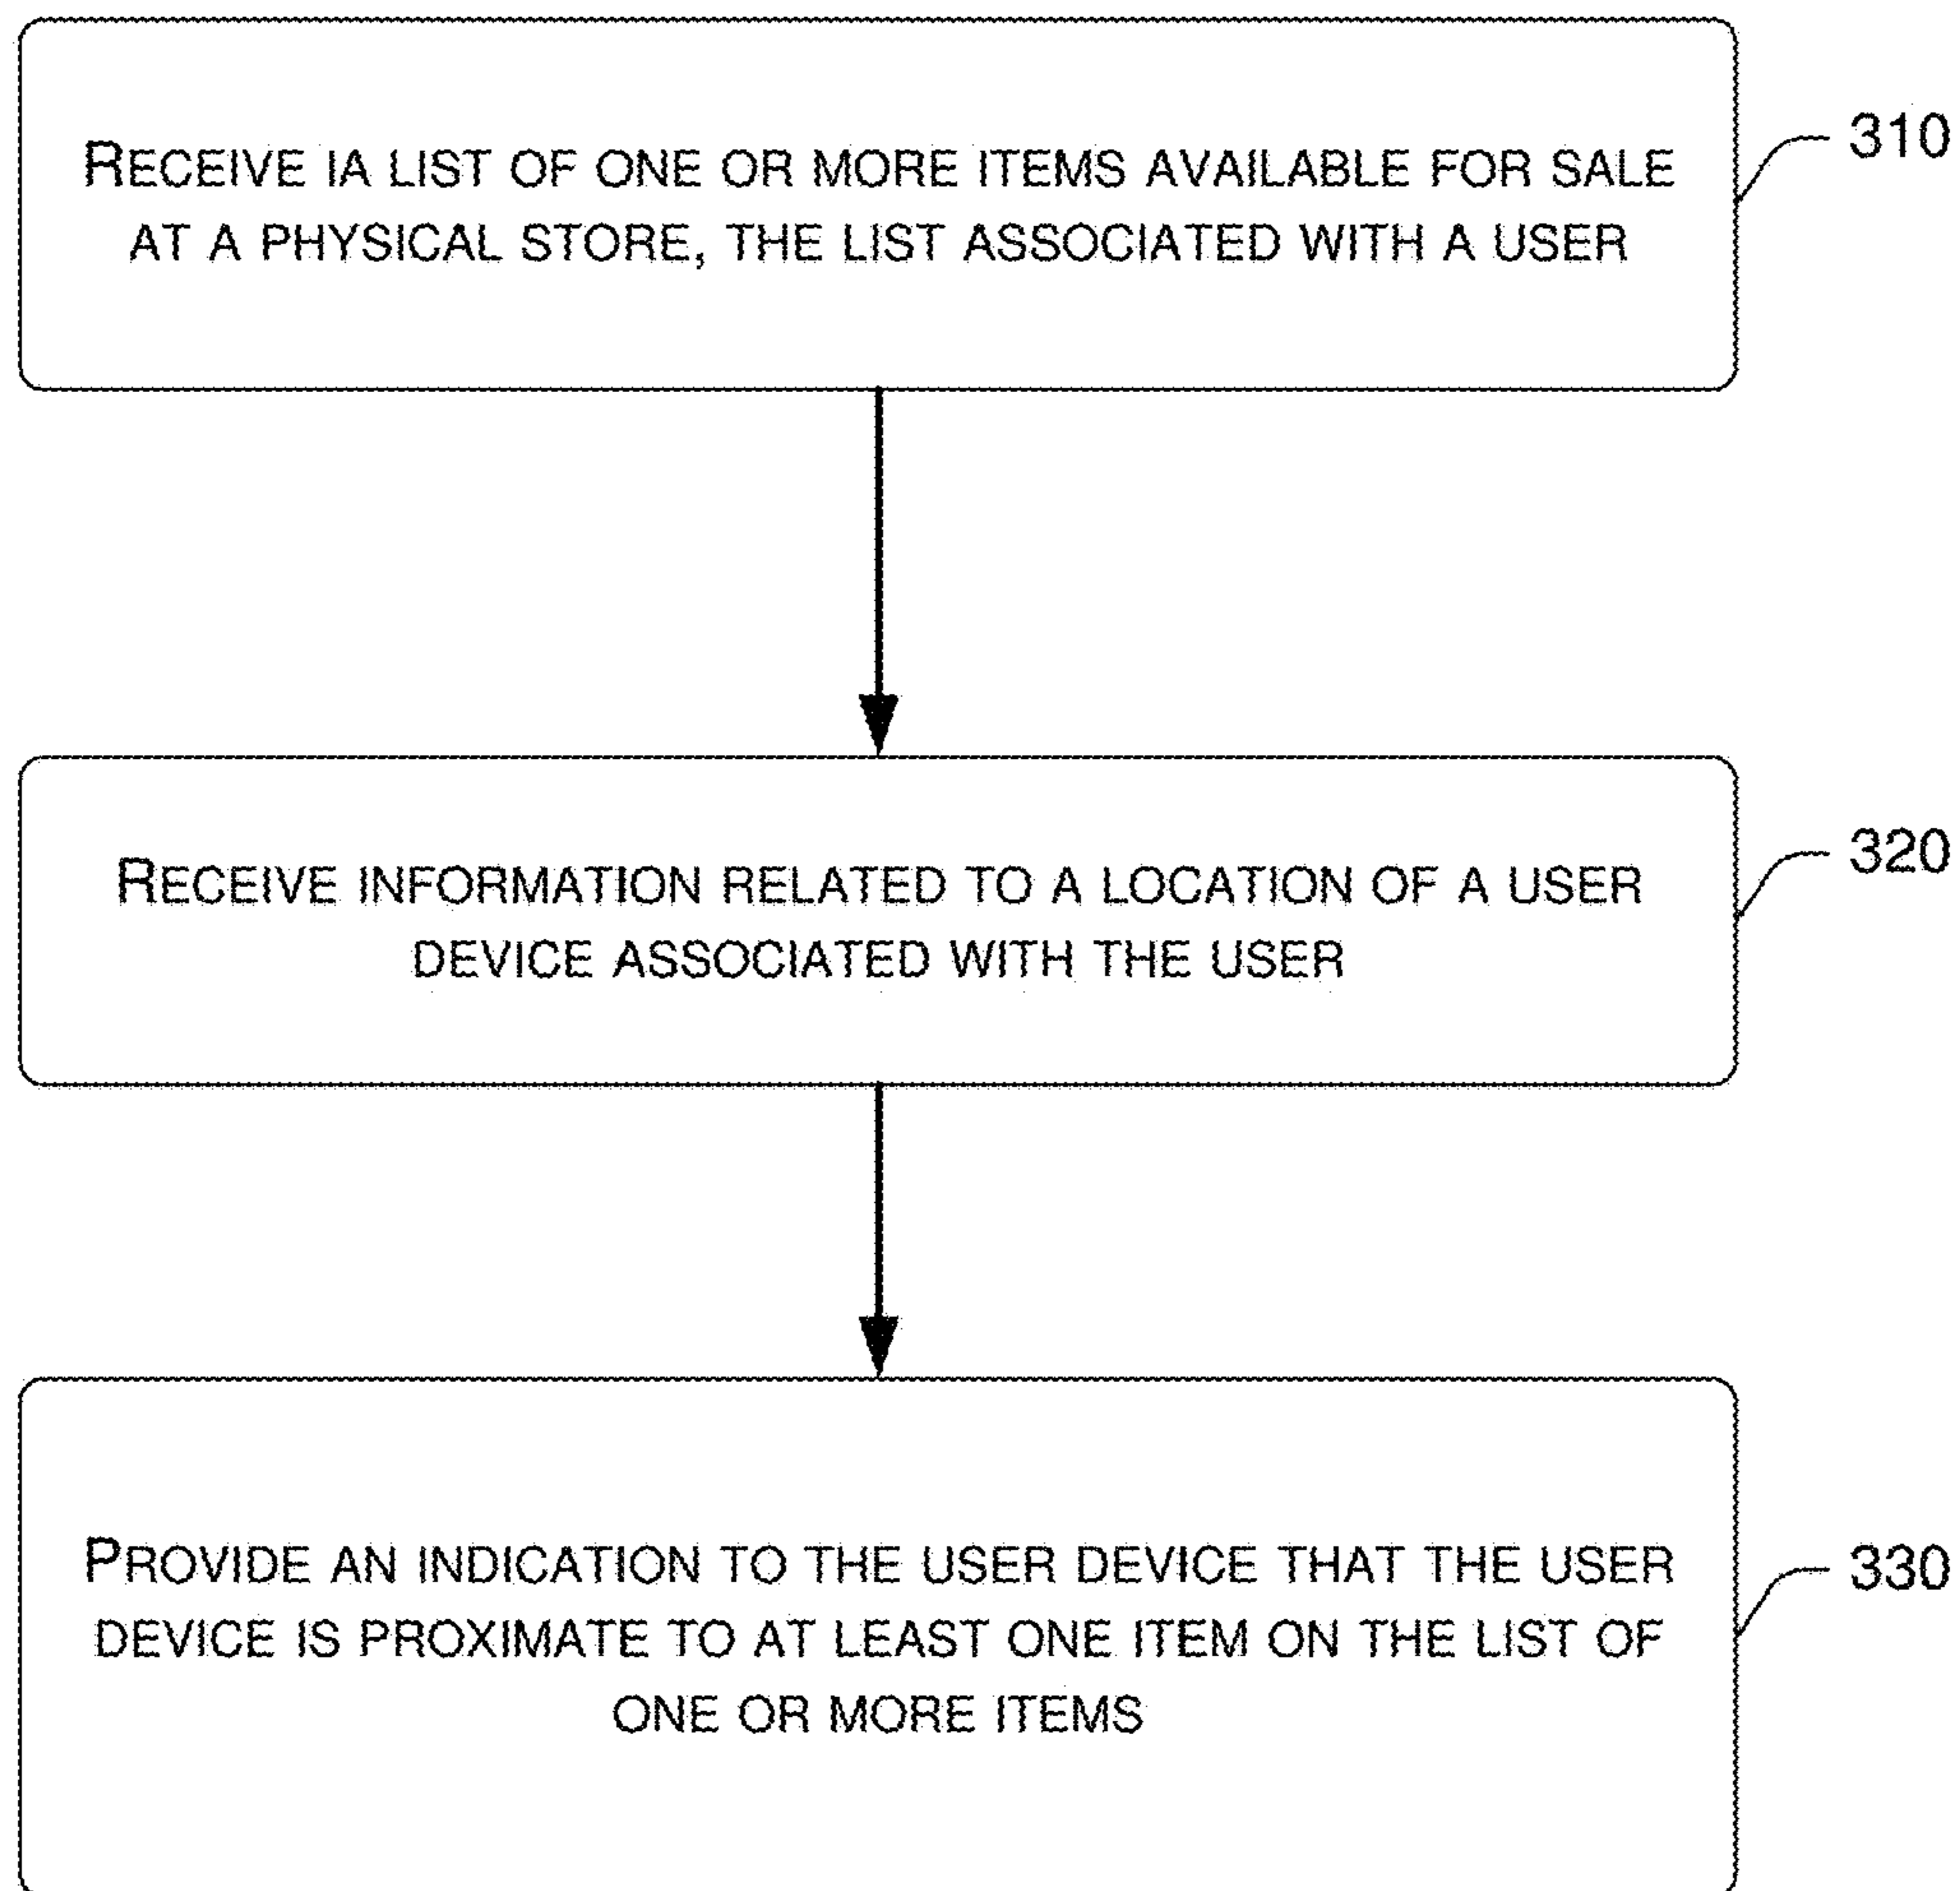 RECEIVE IA LIST OF ONE OR MORE ITEMS AVAILABLE FOR SALE
AT A PHYSICAL STORE, THE LIST ASSOCIATED WITH A USER
310
RECEIVE INFORMATION RELATED TO A LOCATION OF A USER
DEVICE ASSOCIATED WITH THE USER
320
PROVIDE AN INDICATION TO THE USER DEVICE THAT THE USER
DEVICE IS PROXIMATE TO AT LEAST ONE ITEM ON THE LIST OF
ONE OR MORE ITEMS
330